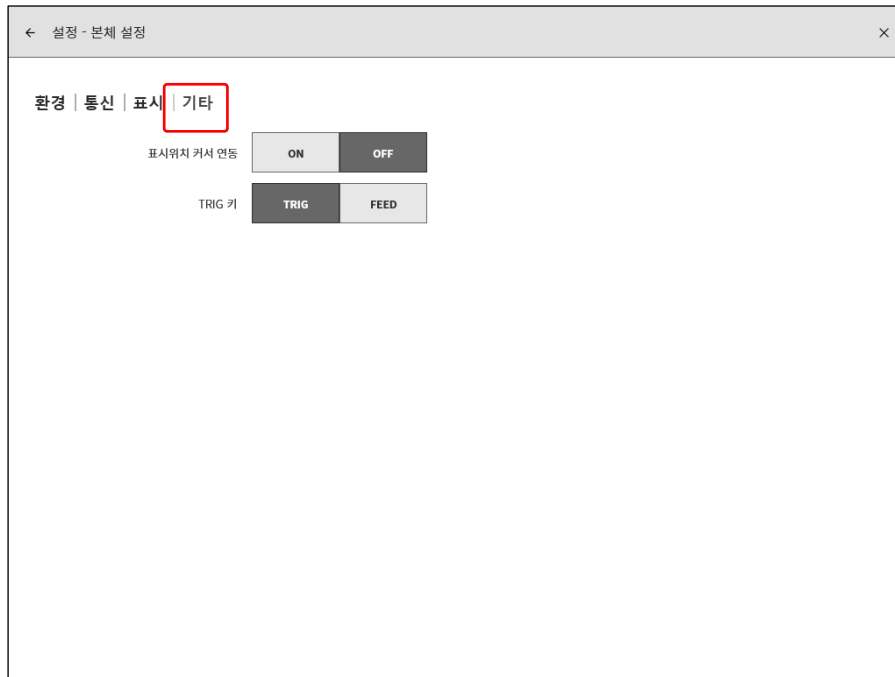 ← 설정 - 본체 설정 ×
환경 | 통신 | 표시 | 기타
표시위치 커서 연동 ON OFF
TRIG 키 TRIG FEED